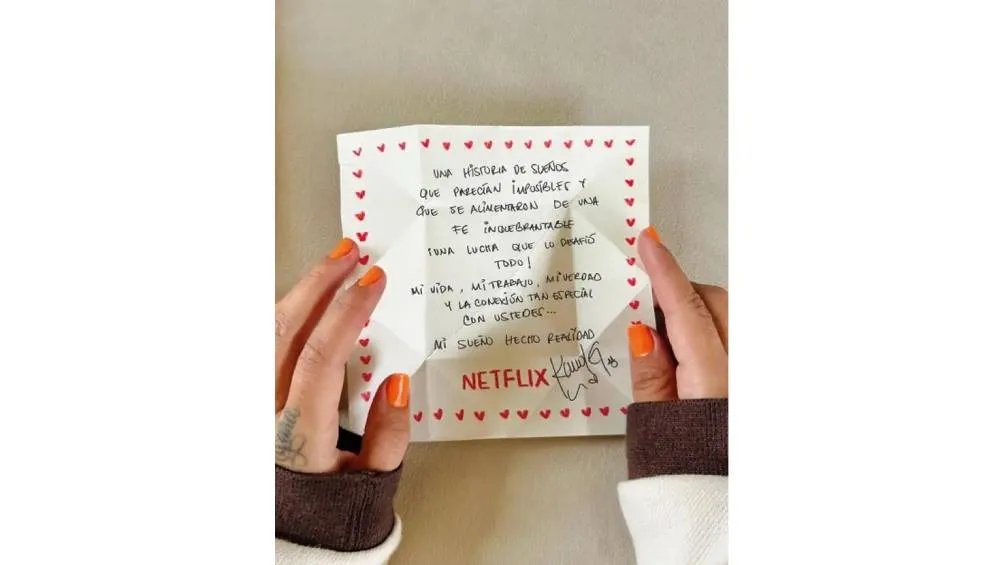 UNA HISTORIA DE SUEÑOS
QUE PARECÍAN IMPOSIBLES Y
QUE SE ALIMENTARON DE UNA
FE INQUEBRANTABLE
¡UNA LUCHA QUE LO DESAFIÓ
TODO!
MI VIDA, MI TRABAJO, MI VERDAD
Y LA CONEXIÓN TAN ESPECIAL
CON USTEDES...
MI SUEÑO HECHO REALIDAD
NETFLIX